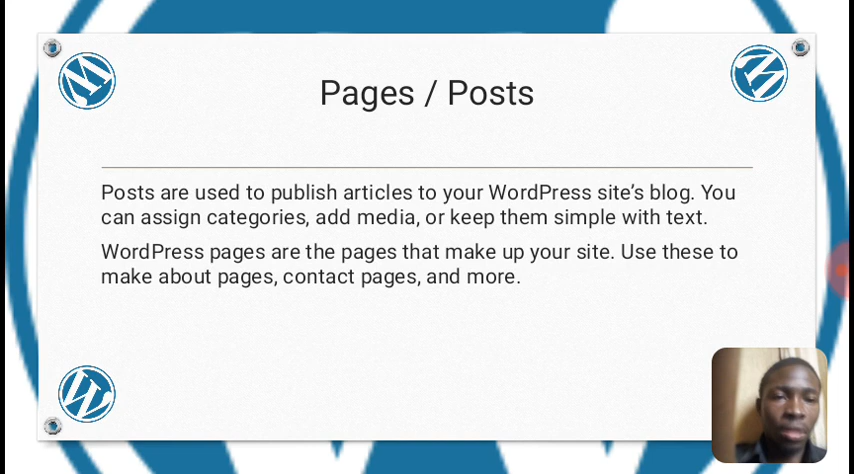 Pages / Posts
Posts are used to publish articles to your WordPress site’s blog. You
can assign categories, add media, or keep them simple with text.
WordPress pages are the pages that make up your site. Use these to
make about pages, contact pages, and more.